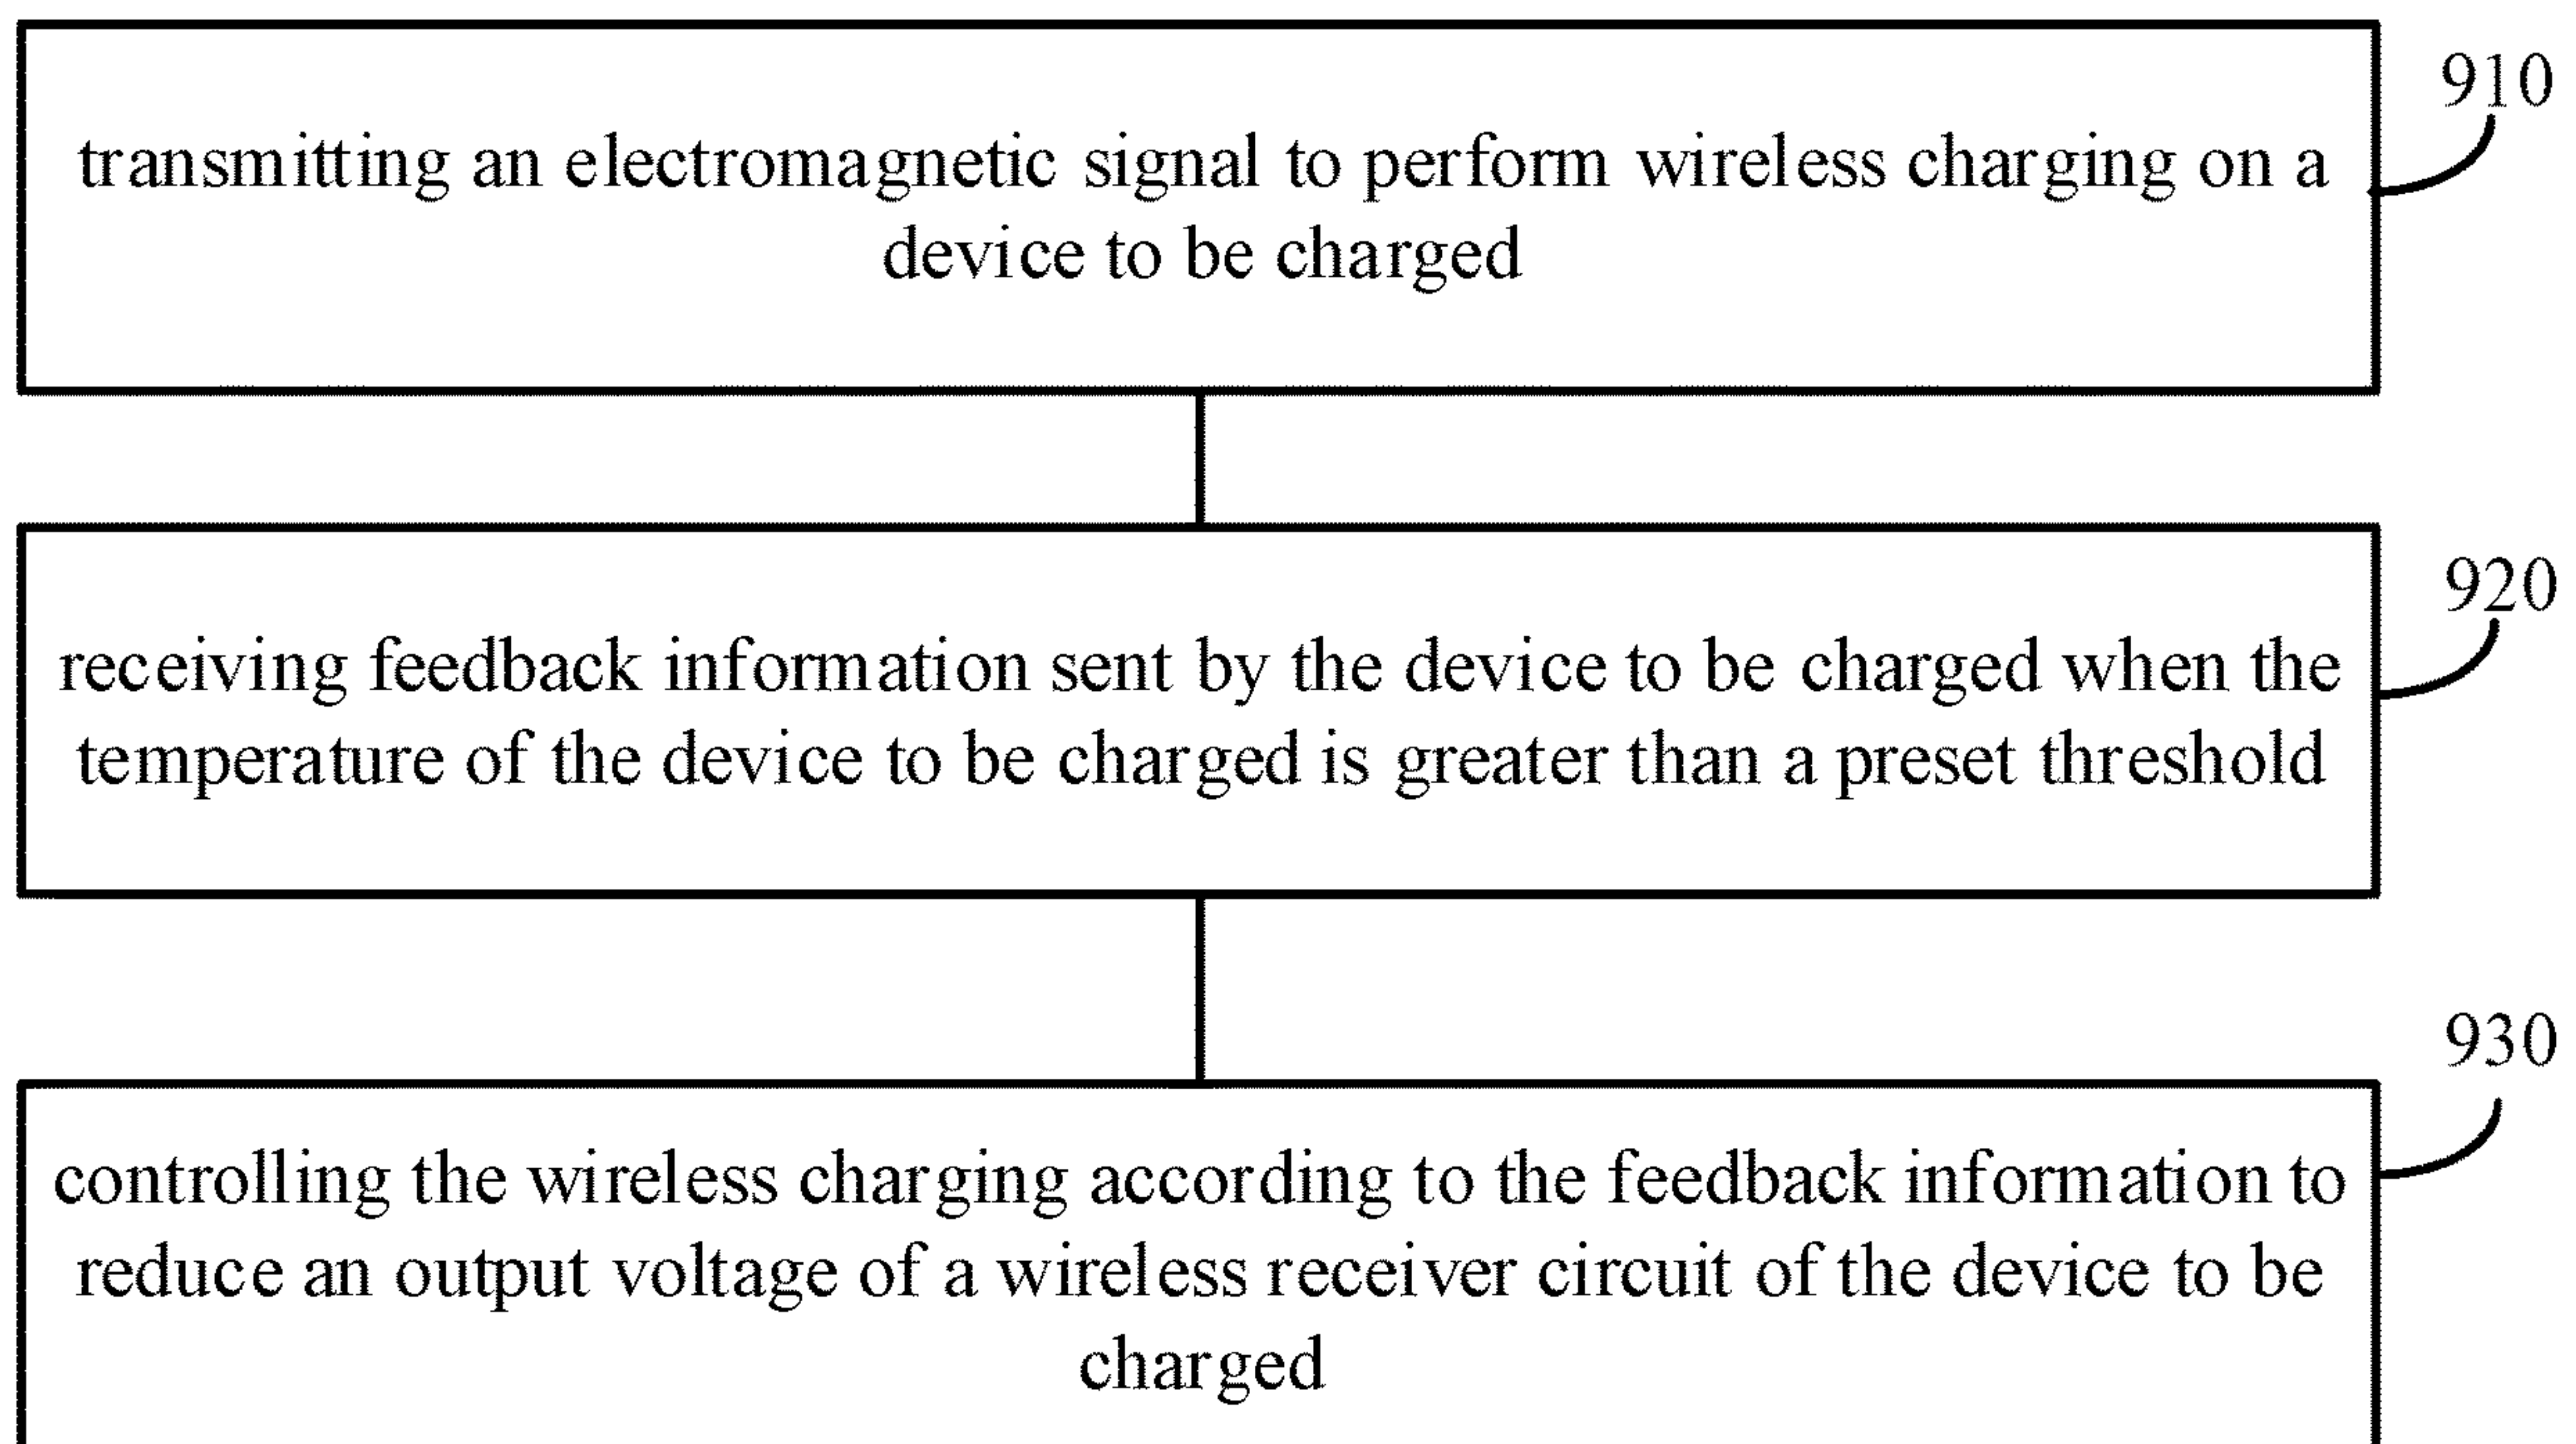 910
transmitting an electromagnetic signal to perform wireless charging on a
device to be charged
920
receiving feedback information sent by the device to be charged when the
temperature of the device to be charged is greater than a preset threshold
930
controlling the wireless charging according to the feedback information to
reduce an output voltage of a wireless receiver circuit of the device to be
charged